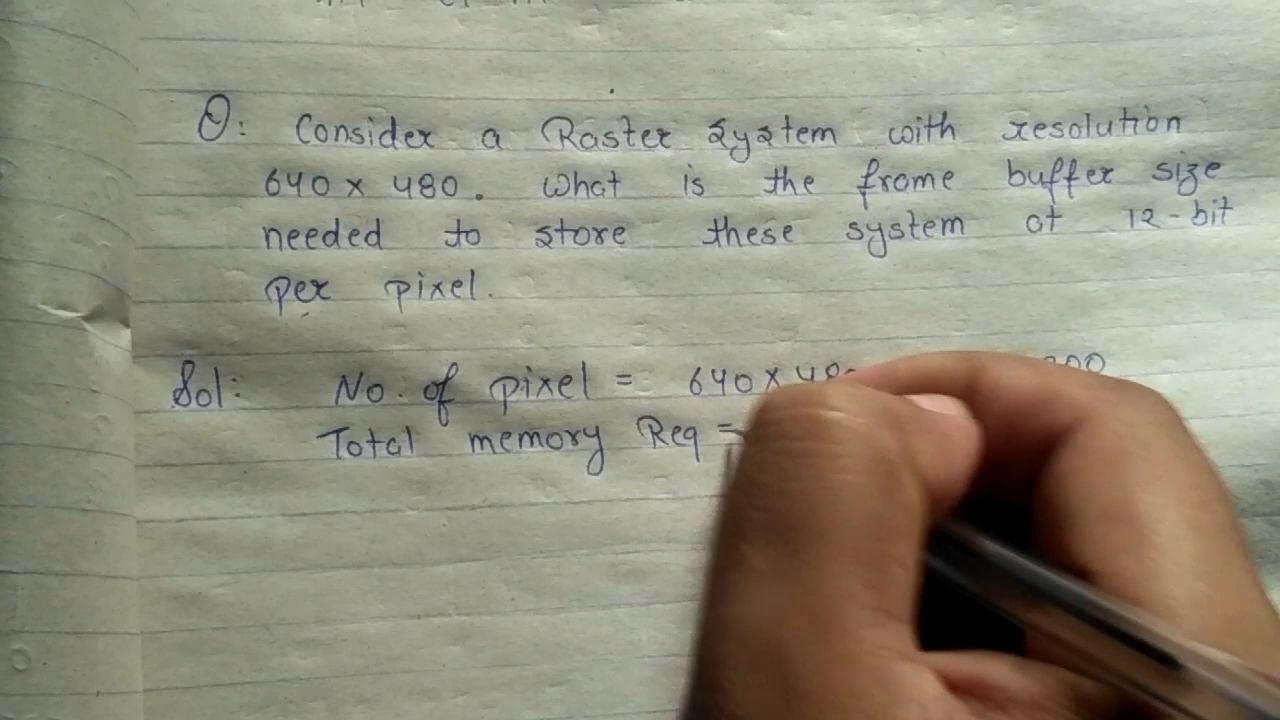 Q: Consider a Raster System with resolution
640 x 480. What is the frame buffer size
needed to store these system at 12-bit
per pixel.
Sol: No. of pixel = 640 x 
Total memory Req =